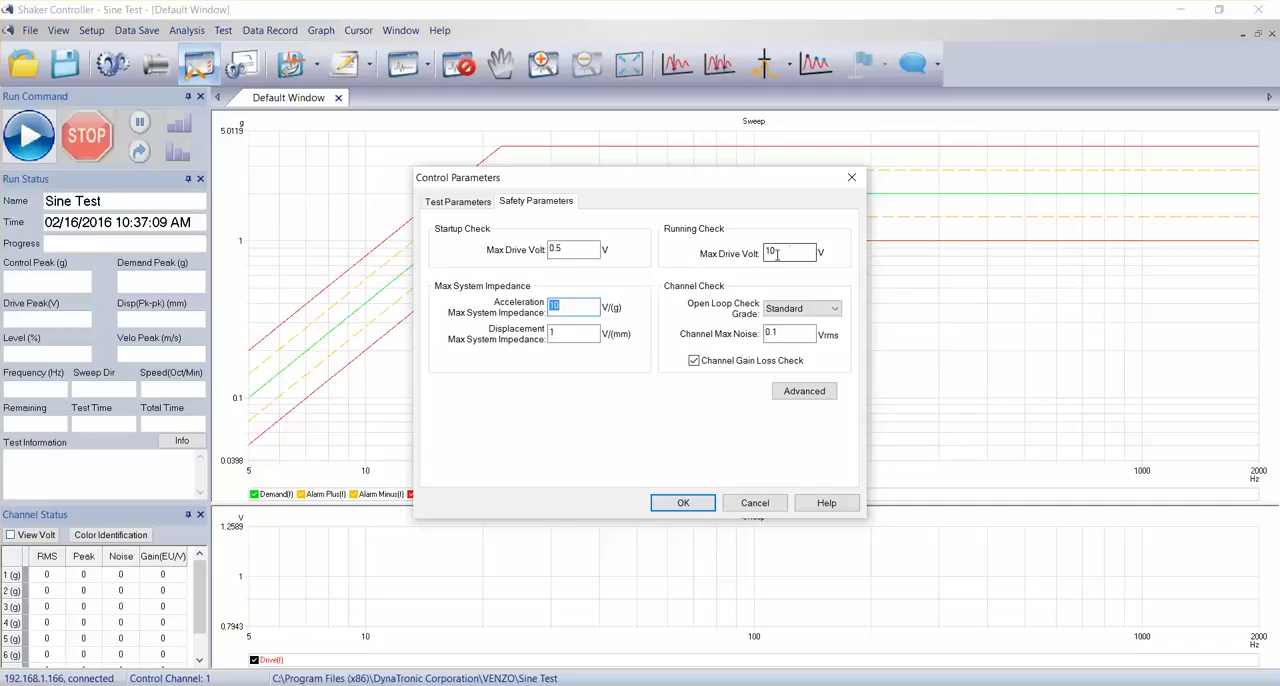 Shaker Controller - Sine Test - [Default Window]
File View Setup Data Save Analysis Test Data Record Graph Cursor Window Help
Run Command
STOP
Run Status
Name Sine Test
Time 02/16/2016 10:37:09 AM
Progress
Control Peak (g) Demand Peak (g)
Drive Peak(V) Disp(Pk-pk) (mm)
Level (%) Velo Peak (m/s)
Frequency (Hz) Sweep Dir Speed(Oct/Min)
Remaining Test Time Total Time
Test Information Info
Channel Status
View Volt Color Identification
RMS Peak Noise Gain(EU/V)
1 (g) 0 0 0 0
2 (g) 0 0 0 0
3 (g) 0 0 0 0
4 (g) 0 0 0 0
5 (g) 0 0 0 0
6 (g) 0 0 0 0
Default Window
g
Sweep
5.0119
1
0.1
0.0398
5 10 1000 2000
Hz
Demand(f) Alarm Plus(f) Alarm Minus(f)
Control Parameters
Test Parameters Safety Parameters
Startup Check
Max Drive Volt: 0.5 V
Running Check
Max Drive Volt: 10 V
Max System Impedance
Acceleration
Max System Impedance: 10 V/(g)
Displacement
Max System Impedance: 1 V/(mm)
Channel Check
Open Loop Check
Grade: Standard
Channel Max Noise: 0.1 Vrms
Channel Gain Loss Check
Advanced
OK Cancel Help
V
Sweep
1.2589
1
0.7943
5 10 100 1000 2000
Hz
Drive(f)
192.168.1.166, connected Control Channel: 1 C:\Program Files (x86)\DynaTronic Corporation\VENZO\Sine Test